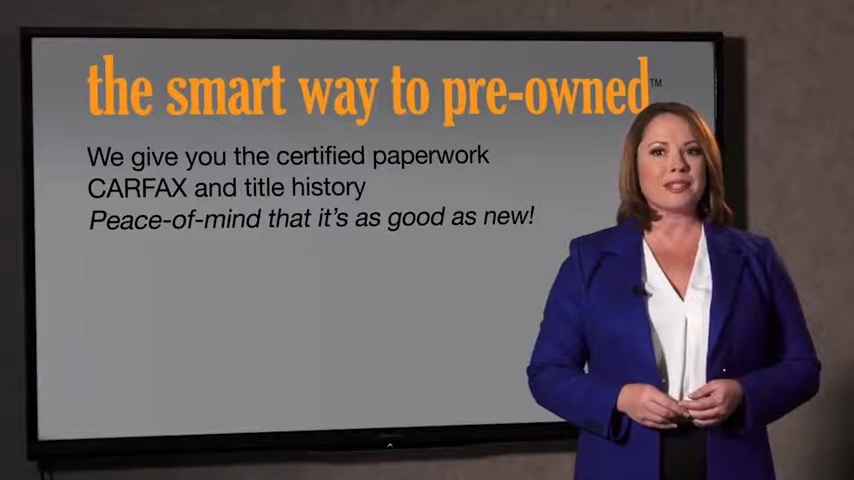 the smart way to pre-owned™
We give you the certified paperwork
CARFAX and title history
Peace-of-mind that it's as good as new!